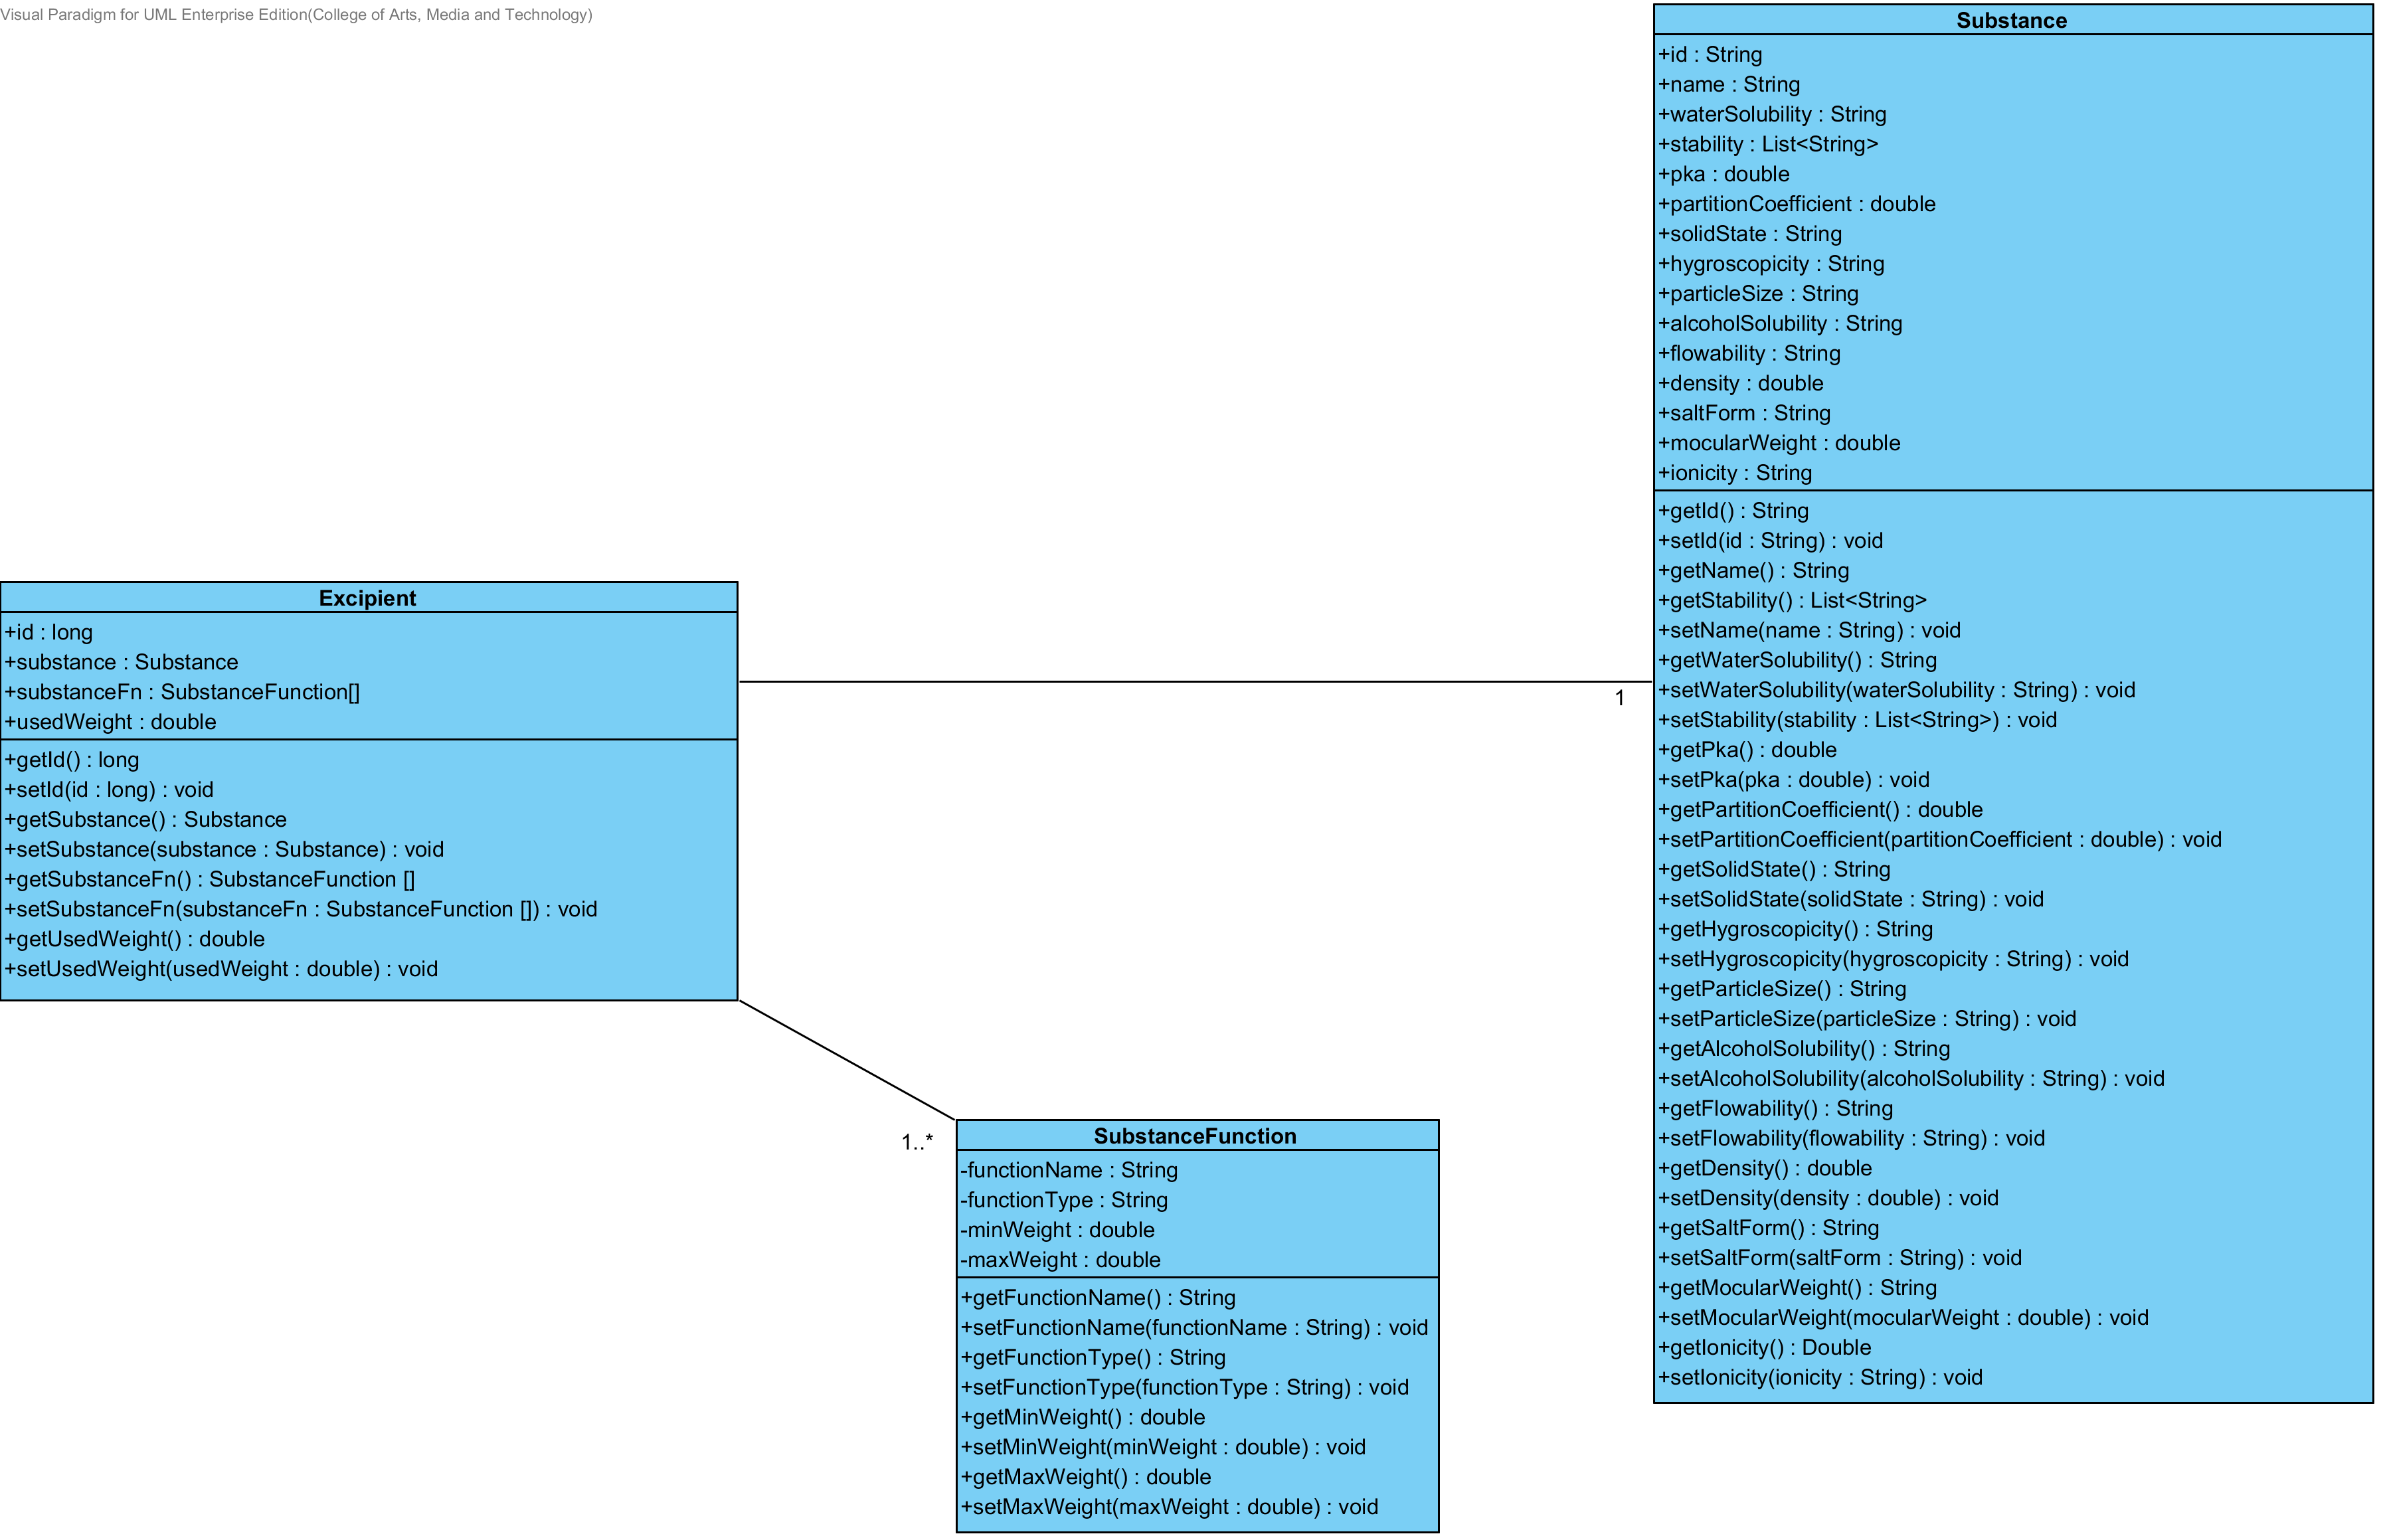 Visual Paradigm for UML Enterprise Edition(College of Arts, Media and Technology)
Substance
+id : String
+name : String
+waterSolubility : String
+stability : List<String>
+pka : double
+partitionCoefficient : double
+solidState : String
+hygroscopicity : String
+particleSize : String
+alcoholSolubility : String
+flowability : String
+density : double
+saltForm : String
+mocularWeight : double
+ionicity : String
+getId() : String
+setId(id : String) : void
+getName() : String
+getStability() : List<String>
+setName(name : String) : void
+getWaterSolubility() : String
+setWaterSolubility(waterSolubility : String) : void
+setStability(stability : List<String>) : void
+getPka() : double
+setPka(pka : double) : void
+getPartitionCoefficient() : double
+setPartitionCoefficient(partitionCoefficient : double) : void
+getSolidState() : String
+setSolidState(solidState : String) : void
+getHygroscopicity() : String
+setHygroscopicity(hygroscopicity : String) : void
+getParticleSize() : String
+setParticleSize(particleSize : String) : void
+getAlcoholSolubility() : String
+setAlcoholSolubility(alcoholSolubility : String) : void
+getFlowability() : String
+setFlowability(flowability : String) : void
+getDensity() : double
+setDensity(density : double) : void
+getSaltForm() : String
+setSaltForm(saltForm : String) : void
+getMocularWeight() : String
+setMocularWeight(mocularWeight : double) : void
+getIonicity() : Double
+setIonicity(ionicity : String) : void
Excipient
+id : long
+substance : Substance
+substanceFn : SubstanceFunction[]
+usedWeight : double
+getId() : long
+setId(id : long) : void
+getSubstance() : Substance
+setSubstance(substance : Substance) : void
+getSubstanceFn() : SubstanceFunction []
+setSubstanceFn(substanceFn : SubstanceFunction []) : void
+getUsedWeight() : double
+setUsedWeight(usedWeight : double) : void
1
1..*
SubstanceFunction
-functionName : String
-functionType : String
-minWeight : double
-maxWeight : double
+getFunctionName() : String
+setFunctionName(functionName : String) : void
+getFunctionType() : String
+setFunctionType(functionType : String) : void
+getMinWeight() : double
+setMinWeight(minWeight : double) : void
+getMaxWeight() : double
+setMaxWeight(maxWeight : double) : void